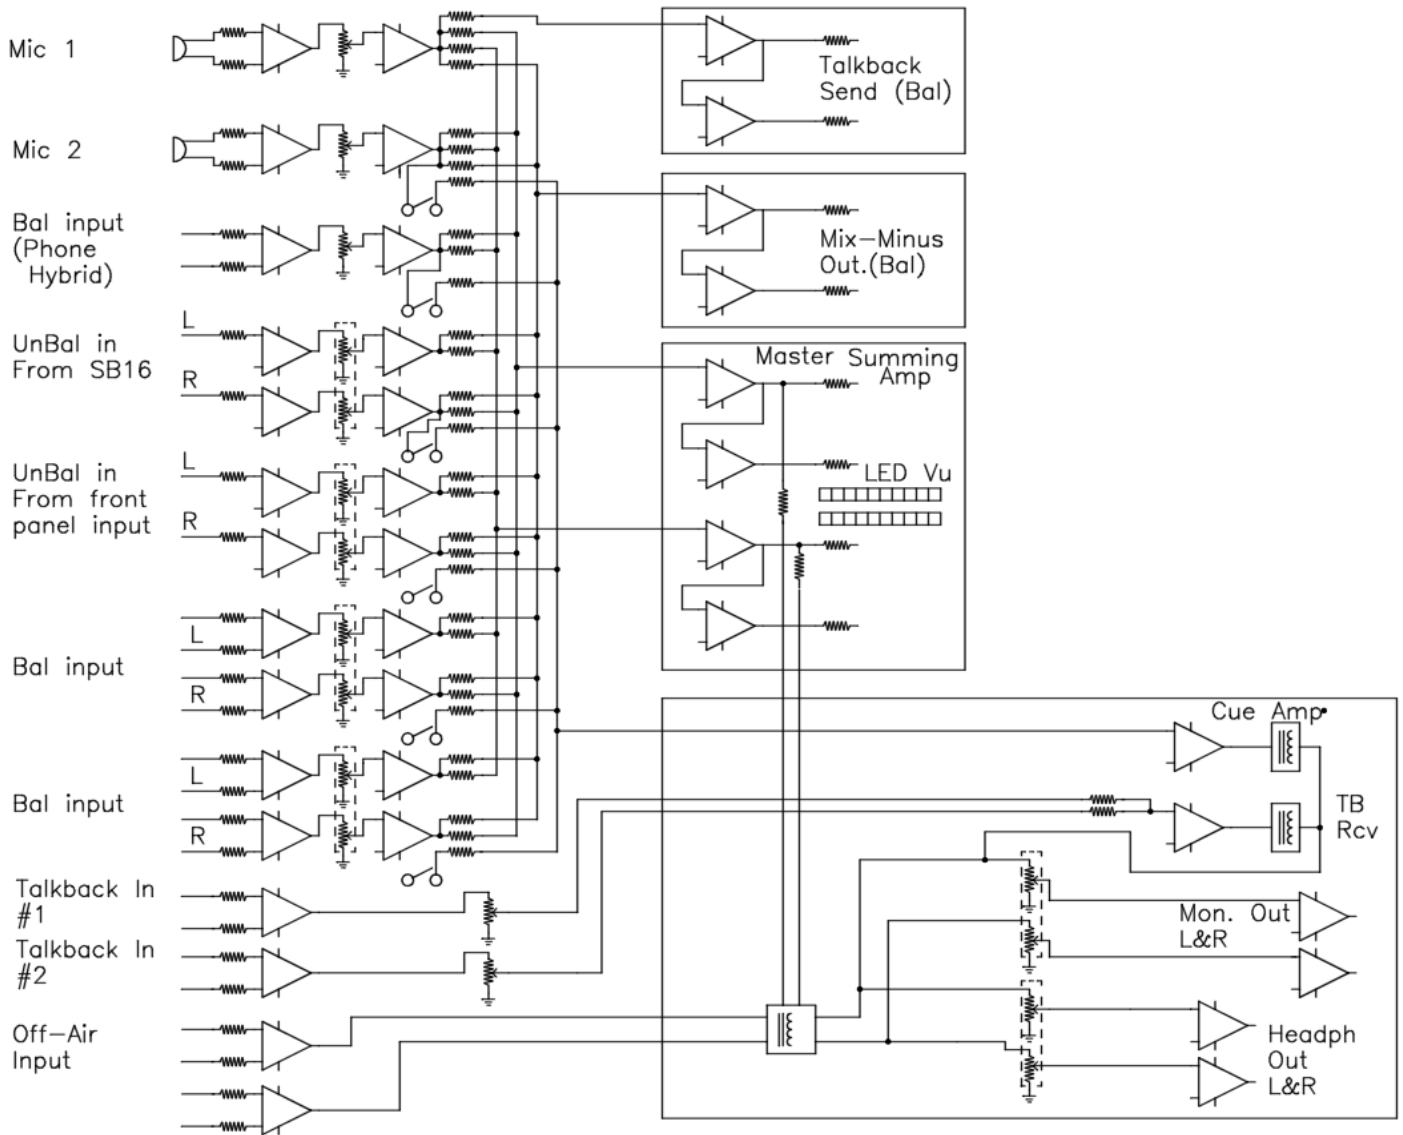 Mic 1
Mic 2
Bal input
(Phone
Hybrid)
L
UnBal in
From SB16
R
L
UnBal in
From front
panel input
R
L
Bal input
R
L
Bal input
R
Talkback In
#1
Talkback In
#2
Off-Air
Input
Talkback
Send (Bal)
Mix-Minus
Out.(Bal)
Master Summing
Amp
LED Vu
Cue Amp
TB
Rcv
Mon. Out
L&R
Headph
Out
L&R